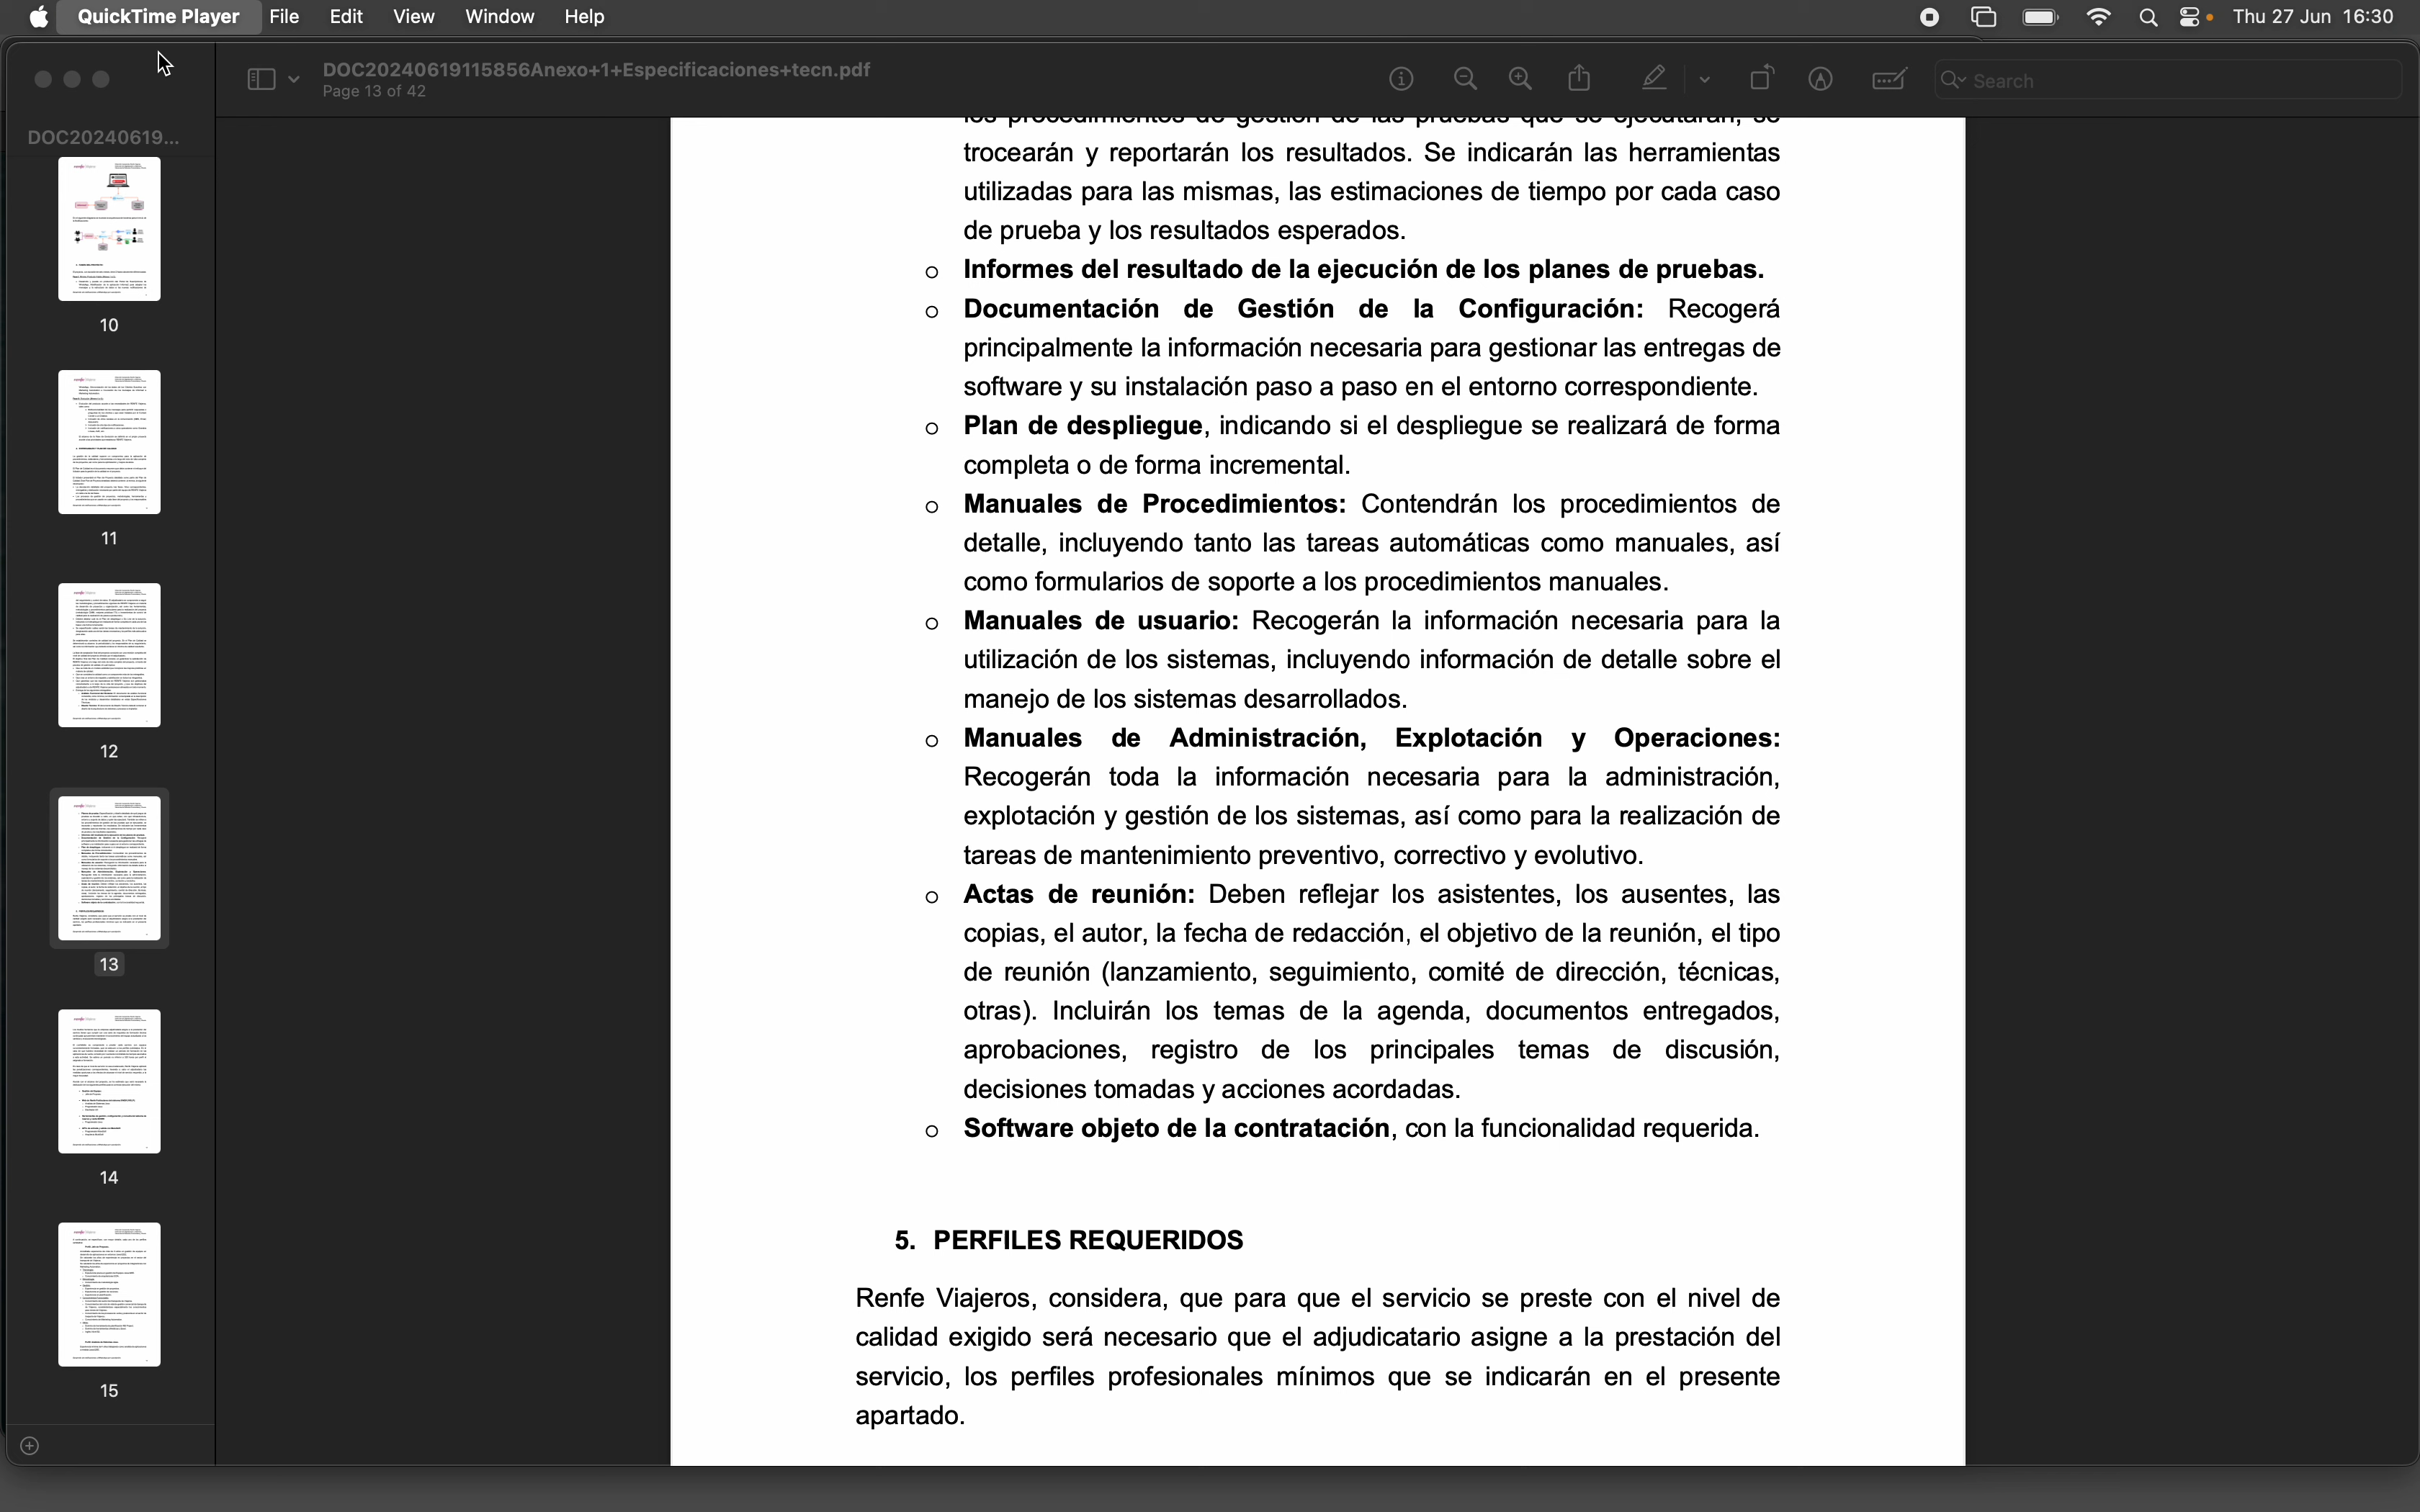 QuickTime Player File Edit View Window Help Thu 27 Jun 16:30
DOC20240619115856Anexo+1+Especificaciones+tecn.pdf
Page 13 of 42
Search
DOC20240619...
10
11
12
13
14
15
los procedimientos de gestión de las pruebas que se ejecutarán, se
trocearán y reportarán los resultados. Se indicarán las herramientas
utilizadas para las mismas, las estimaciones de tiempo por cada caso
de prueba y los resultados esperados.
o Informes del resultado de la ejecución de los planes de pruebas.
o Documentación de Gestión de la Configuración: Recogerá
principalmente la información necesaria para gestionar las entregas de
software y su instalación paso a paso en el entorno correspondiente.
o Plan de despliegue, indicando si el despliegue se realizará de forma
completa o de forma incremental.
o Manuales de Procedimientos: Contendrán los procedimientos de
detalle, incluyendo tanto las tareas automáticas como manuales, así
como formularios de soporte a los procedimientos manuales.
o Manuales de usuario: Recogerán la información necesaria para la
utilización de los sistemas, incluyendo información de detalle sobre el
manejo de los sistemas desarrollados.
o Manuales de Administración, Explotación y Operaciones:
Recogerán toda la información necesaria para la administración,
explotación y gestión de los sistemas, así como para la realización de
tareas de mantenimiento preventivo, correctivo y evolutivo.
o Actas de reunión: Deben reflejar los asistentes, los ausentes, las
copias, el autor, la fecha de redacción, el objetivo de la reunión, el tipo
de reunión (lanzamiento, seguimiento, comité de dirección, técnicas,
otras). Incluirán los temas de la agenda, documentos entregados,
aprobaciones, registro de los principales temas de discusión,
decisiones tomadas y acciones acordadas.
o Software objeto de la contratación, con la funcionalidad requerida.
5. PERFILES REQUERIDOS
Renfe Viajeros, considera, que para que el servicio se preste con el nivel de
calidad exigido será necesario que el adjudicatario asigne a la prestación del
servicio, los perfiles profesionales mínimos que se indicarán en el presente
apartado.